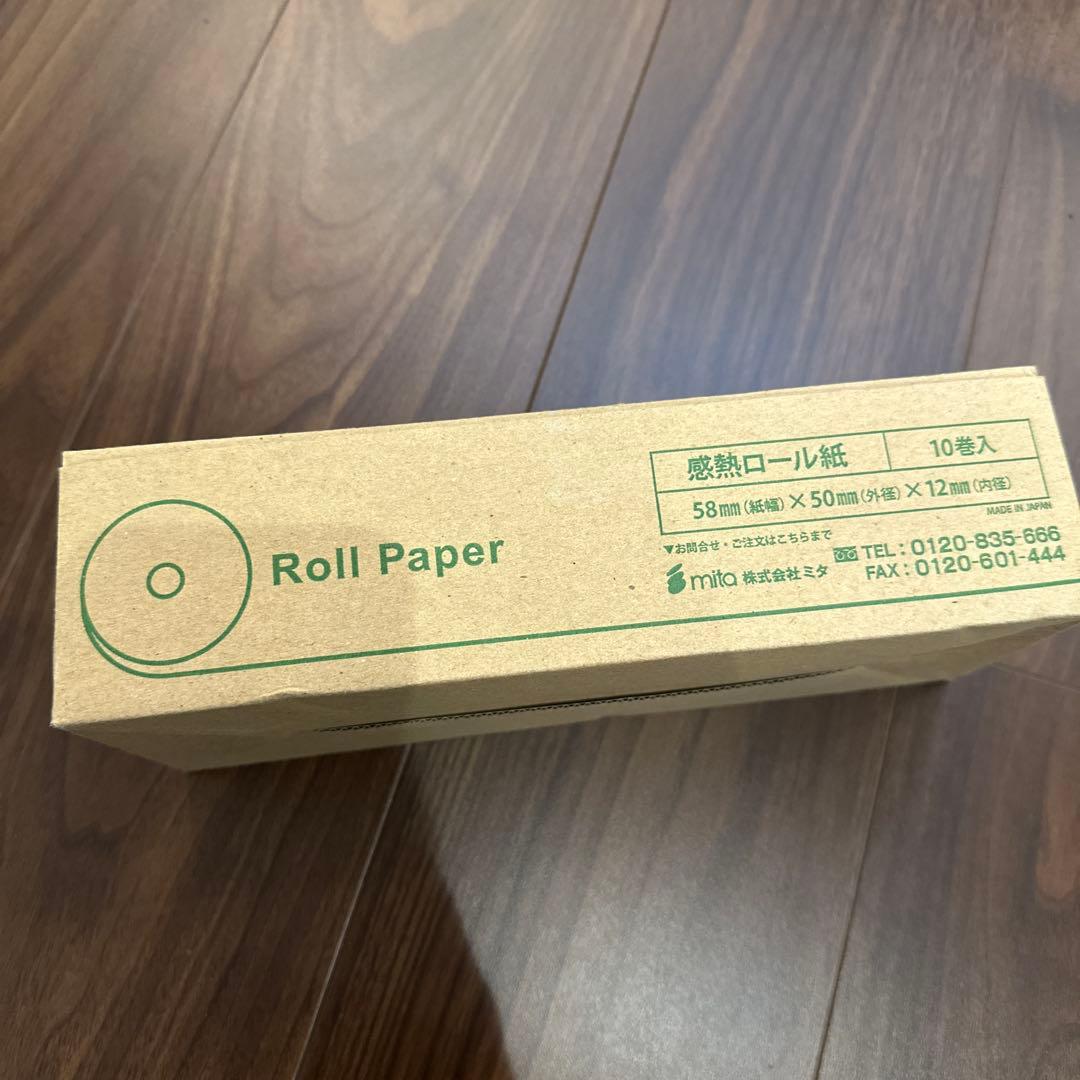 Roll Paper
感熱ロール紙 10巻入
58mm(紙幅)×50mm(外径)×12mm(内径)
MADE IN JAPAN
▼お問合せ・ご注文はこちらまで
mita 株式会社ミタ
TEL:0120-835-666
FAX:0120-601-444